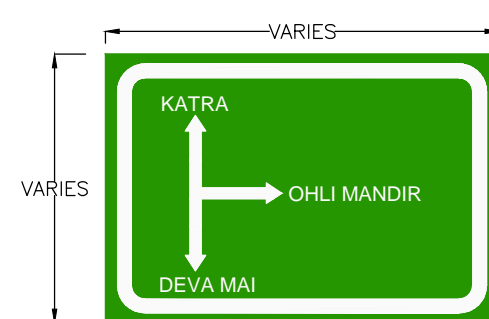 VARIES
KATRA
VARIES
OHLI MANDIR
DEVA MAI